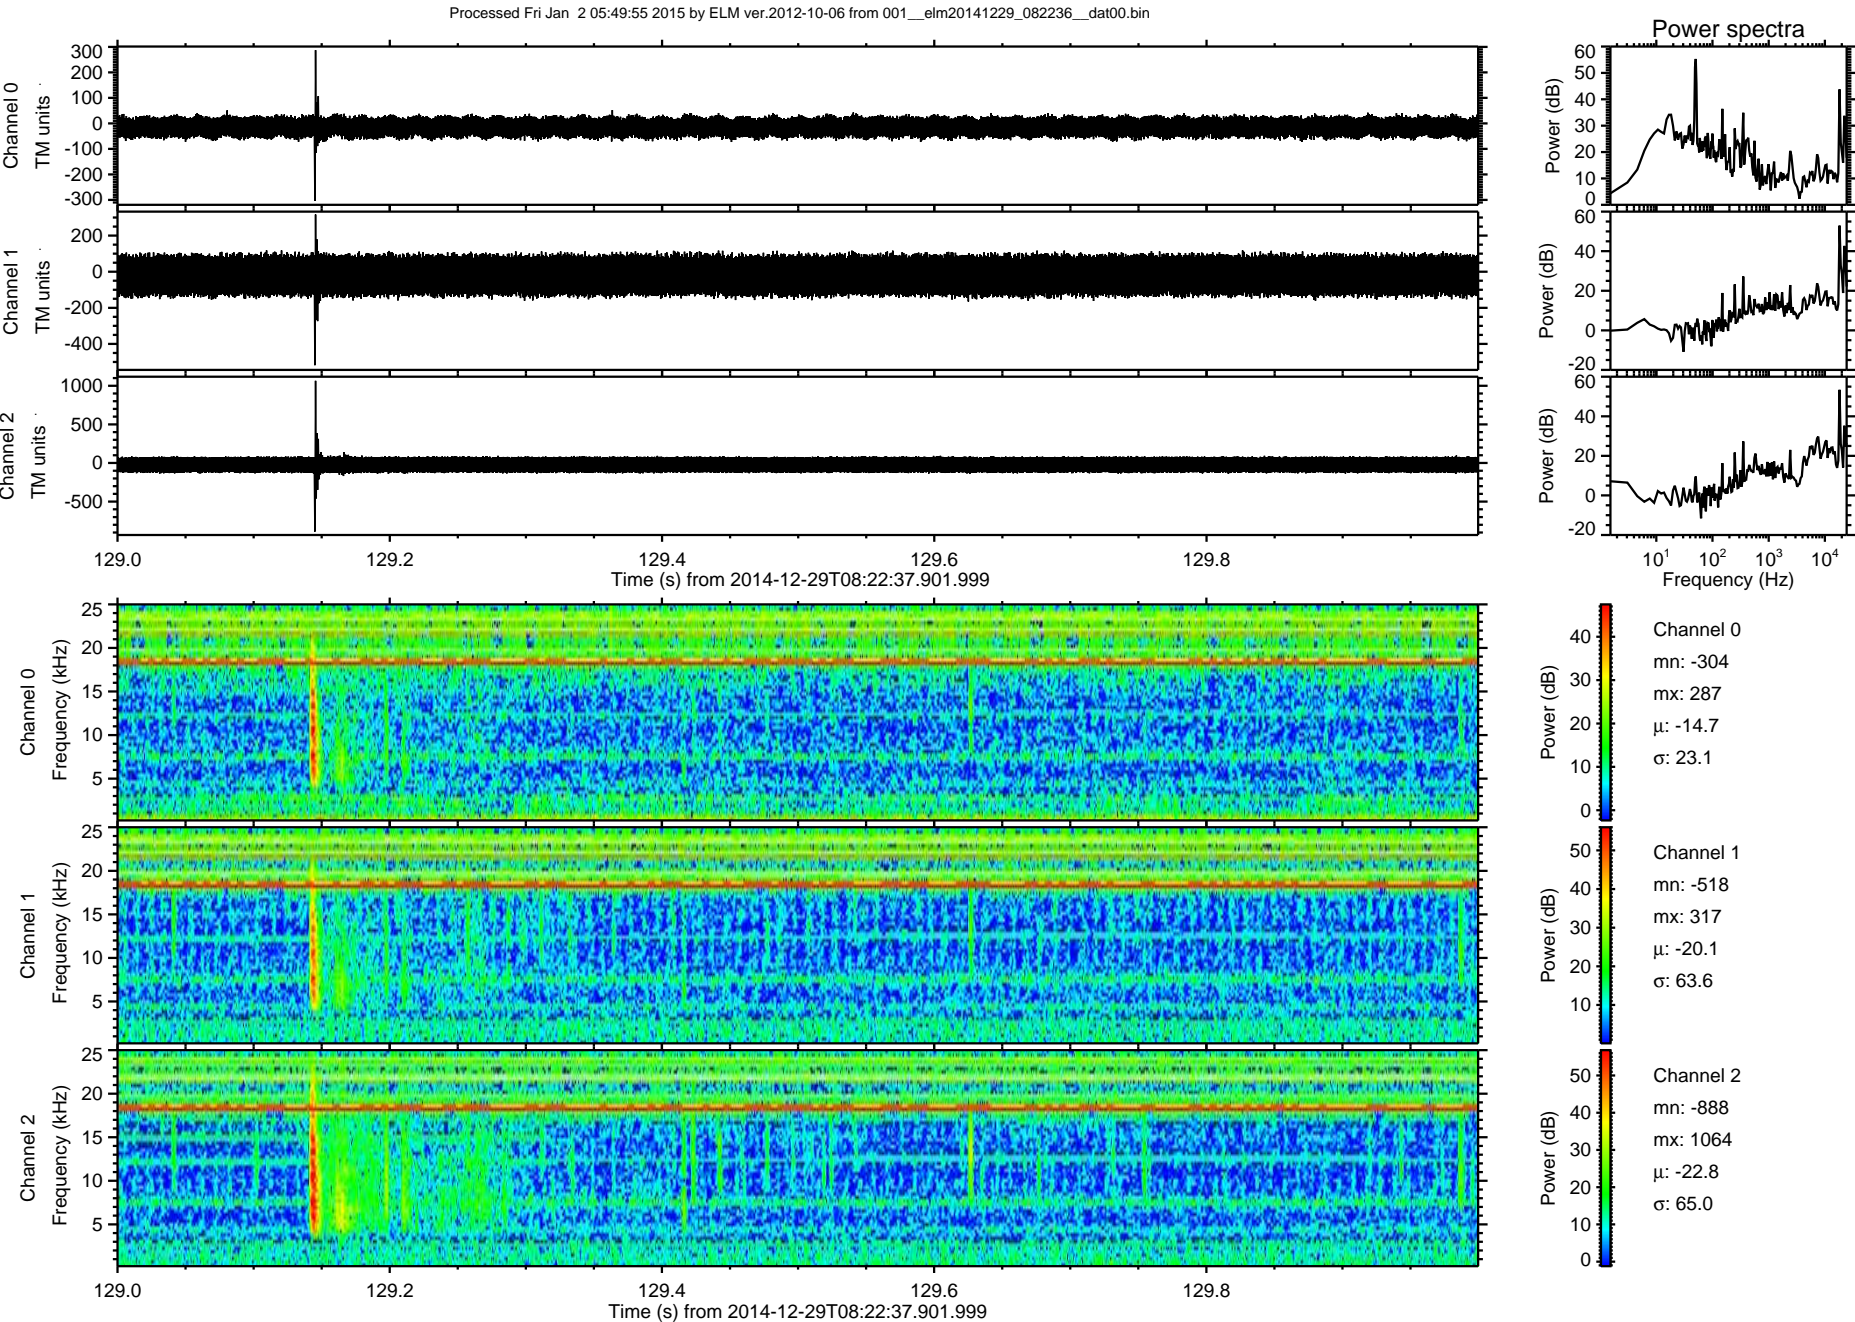 Processed Fri Jan  2 05:49:55 2015 by ELM ver.2012-10-06 from 001__elm20141229_082236__dat00.bin
Power spectra
Channel 0
TM units
300
200
100
0
-100
-200
-300
Power (dB)
60
50
40
30
20
10
0
Channel 1
TM units
200
0
-200
-400
Power (dB)
60
40
20
0
-20
Channel 2
TM units
1000
500
0
-500
Power (dB)
60
40
20
0
-20
129.0 129.2 129.4 129.6 129.8
Time (s) from 2014-12-29T08:22:37.901.999
10¹ 10² 10³ 10⁴
Frequency (Hz)
Channel 0
Frequency (kHz)
25
20
15
10
5
Power (dB)
40
30
20
10
0
Channel 0
mn: -304
mx: 287
μ: -14.7
σ: 23.1
Channel 1
Frequency (kHz)
25
20
15
10
5
Power (dB)
50
40
30
20
10
Channel 1
mn: -518
mx: 317
μ: -20.1
σ: 63.6
Channel 2
Frequency (kHz)
25
20
15
10
5
Power (dB)
50
40
30
20
10
0
Channel 2
mn: -888
mx: 1064
μ: -22.8
σ: 65.0
129.0 129.2 129.4 129.6 129.8
Time (s) from 2014-12-29T08:22:37.901.999